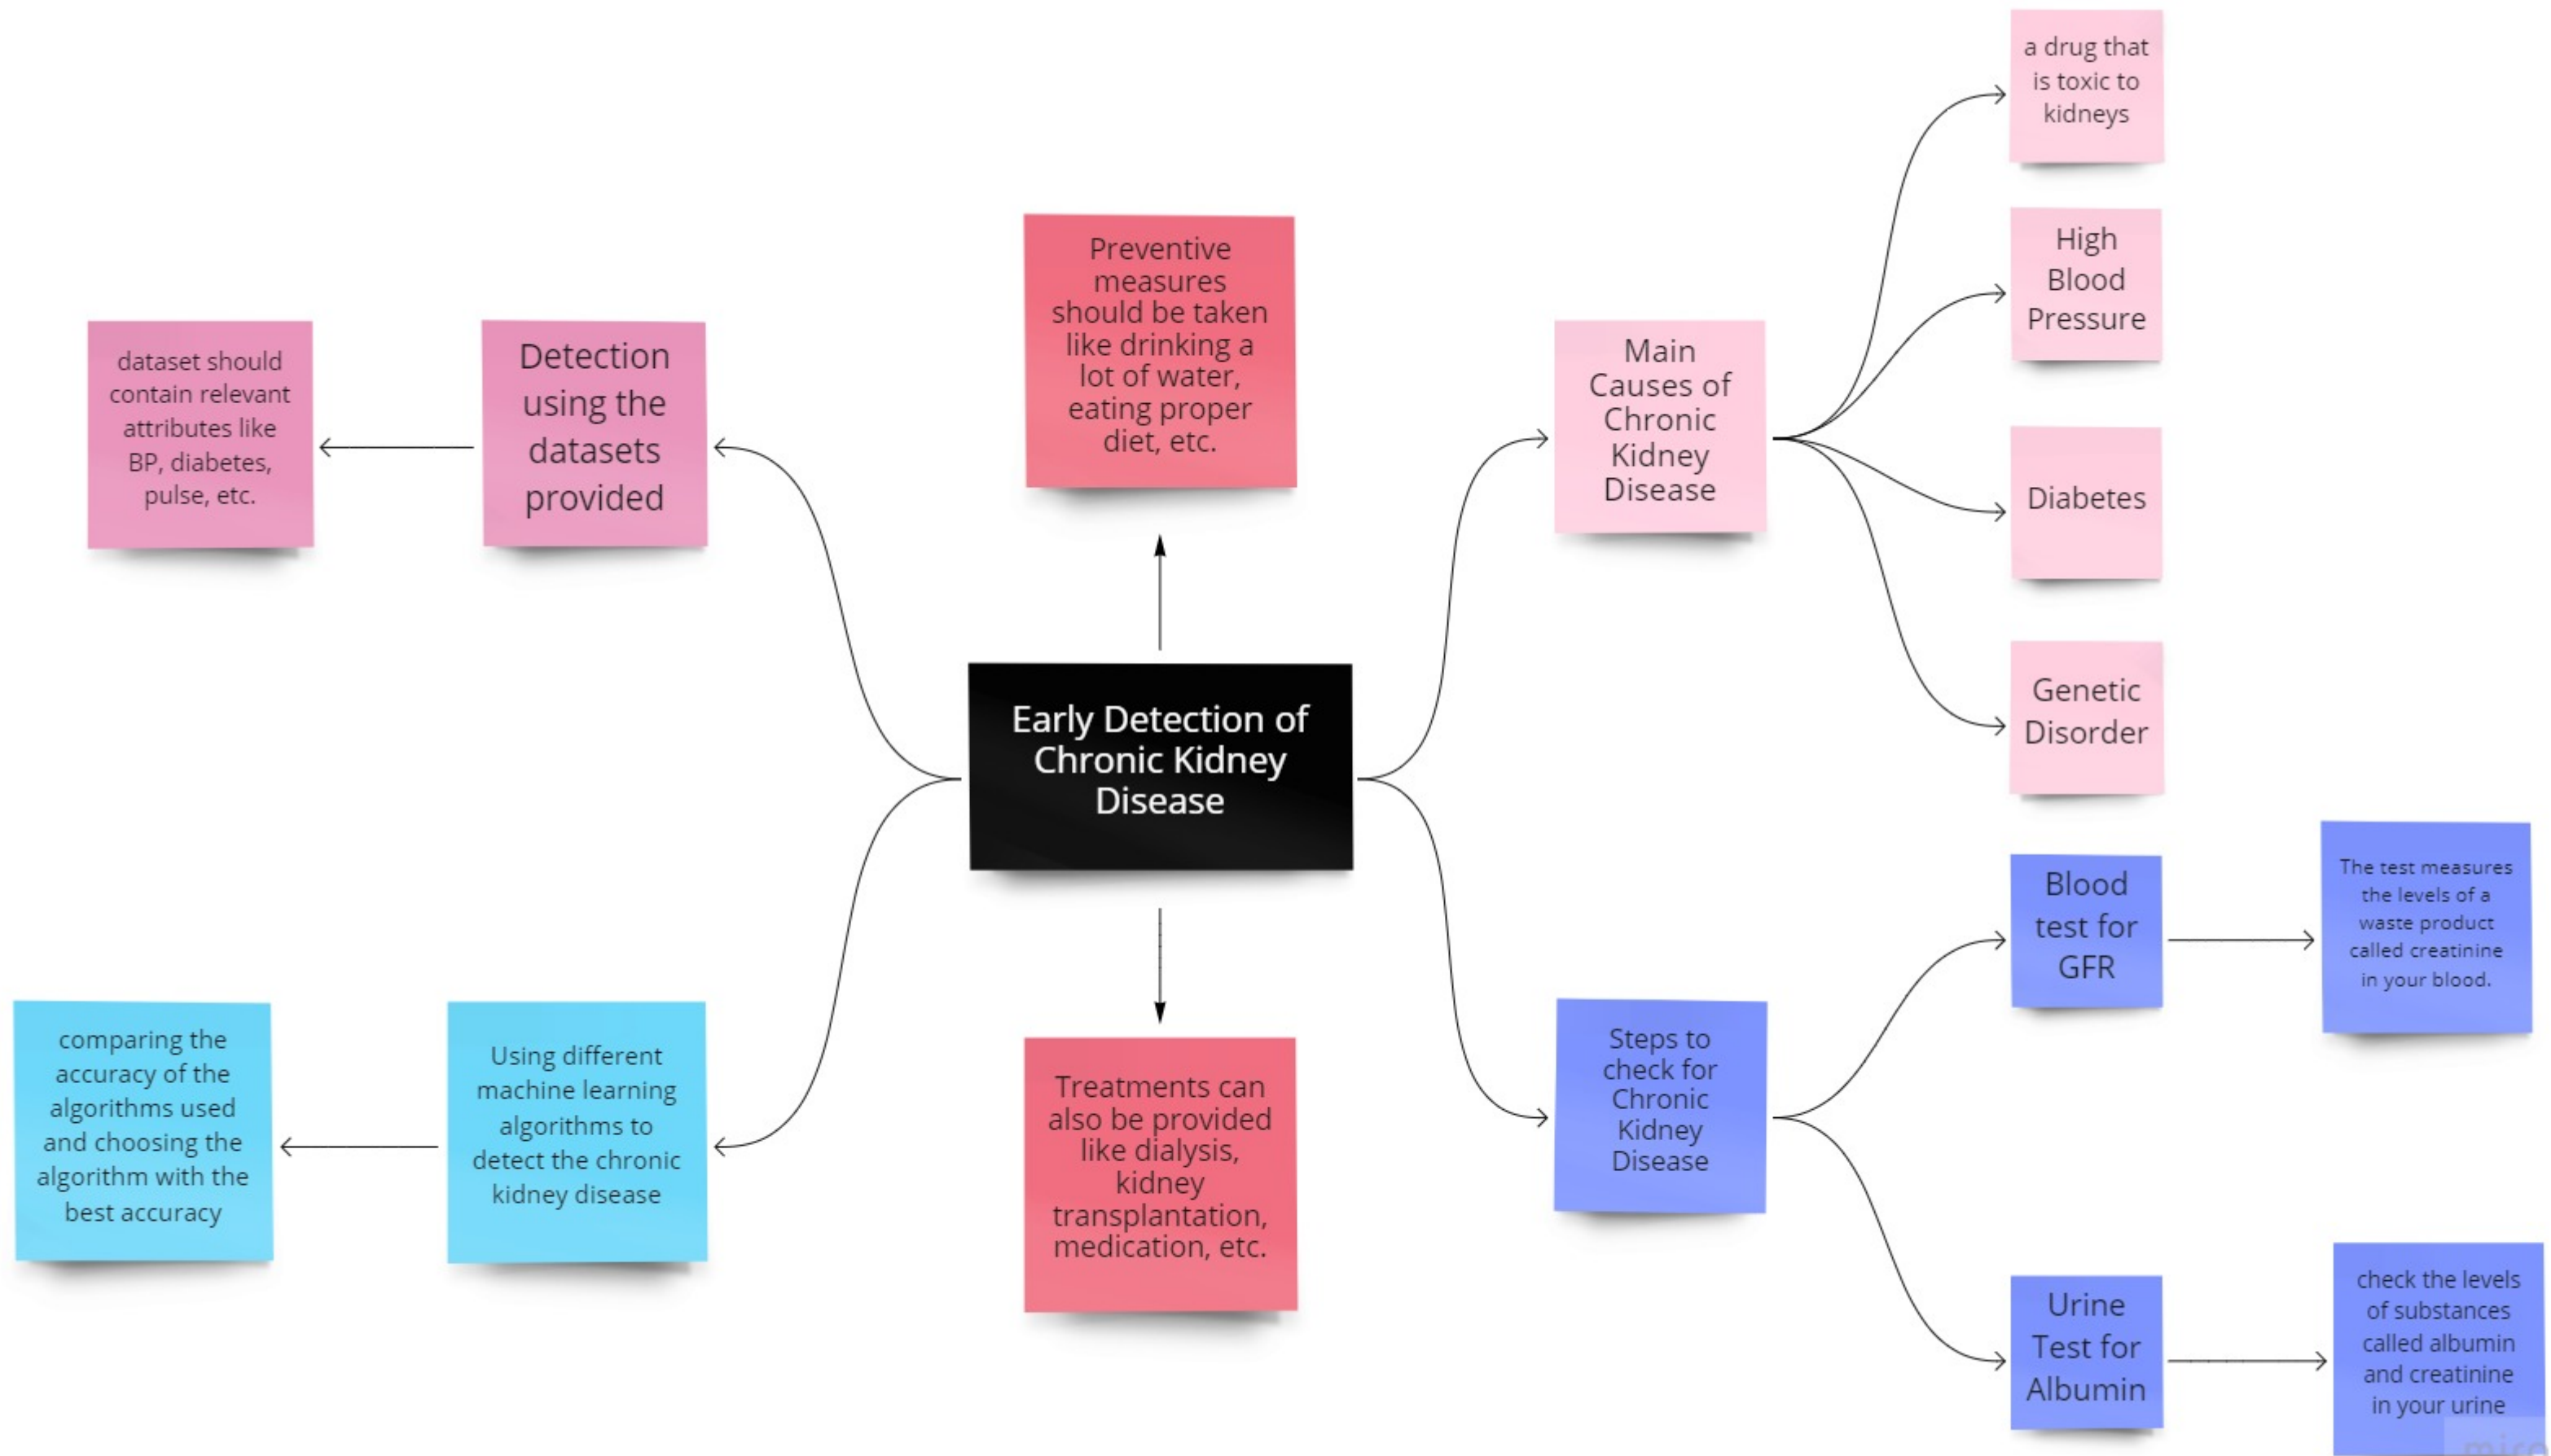 a drug that
is toxic to
kidneys
High
Blood
Pressure
Diabetes
Genetic
Disorder
Main
Causes of
Chronic
Kidney
Disease
Preventive
measures
should be taken
like drinking a
lot of water,
eating proper
diet, etc.
Detection
using the
datasets
provided
dataset should
contain relevant
attributes like
BP, diabetes,
pulse, etc.
Early Detection of
Chronic Kidney
Disease
comparing the
accuracy of the
algorithms used
and choosing the
algorithm with the
best accuracy
Using different
machine learning
algorithms to
detect the chronic
kidney disease
Treatments can
also be provided
like dialysis,
kidney
transplantation,
medication, etc.
Steps to
check for
Chronic
Kidney
Disease
Blood
test for
GFR
The test measures
the levels of a
waste product
called creatinine
in your blood.
Urine
Test for
Albumin
check the levels
of substances
called albumin
and creatinine
in your urine
miro